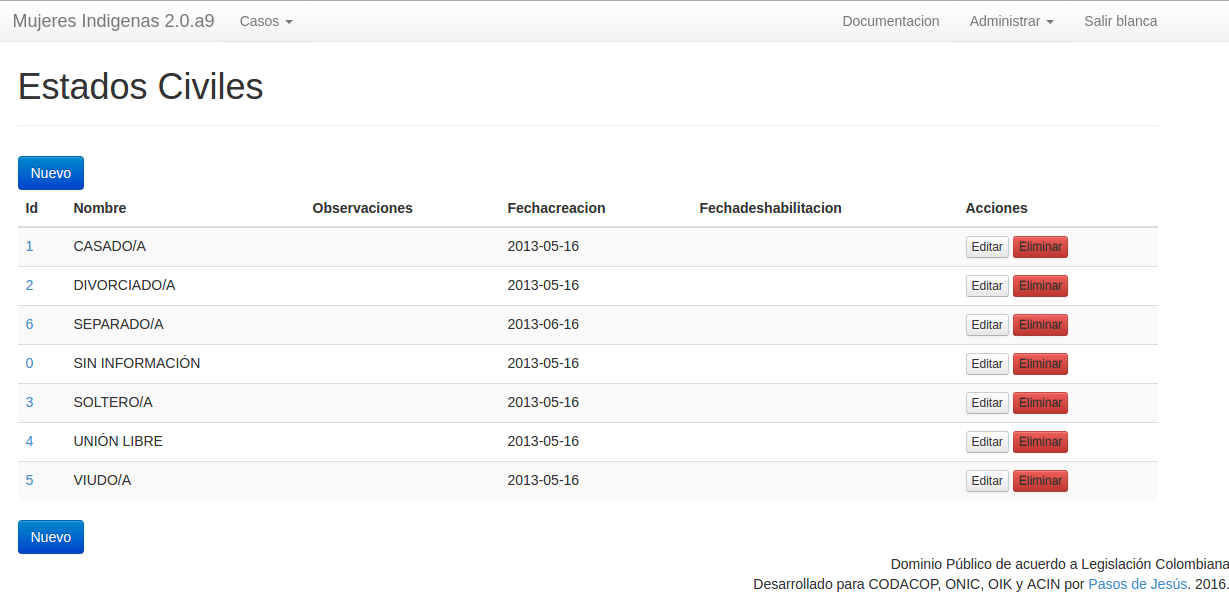 Mujeres Indigenas 2.0.a9 Casos Documentacion Administrar Salir blanca
Estados Civiles
Nuevo
Id Nombre Observaciones Fechacreacion Fechadeshabilitacion Acciones
1 CASADO/A 2013-05-16 Editar Eliminar
2 DIVORCIADO/A 2013-05-16 Editar Eliminar
6 SEPARADO/A 2013-06-16 Editar Eliminar
0 SIN INFORMACIÓN 2013-05-16 Editar Eliminar
3 SOLTERO/A 2013-05-16 Editar Eliminar
4 UNIÓN LIBRE 2013-05-16 Editar Eliminar
5 VIUDO/A 2013-05-16 Editar Eliminar
Nuevo
Dominio Público de acuerdo a Legislación Colombiana
Desarrollado para CODACOP, ONIC, OIK y ACIN por Pasos de Jesús. 2016.